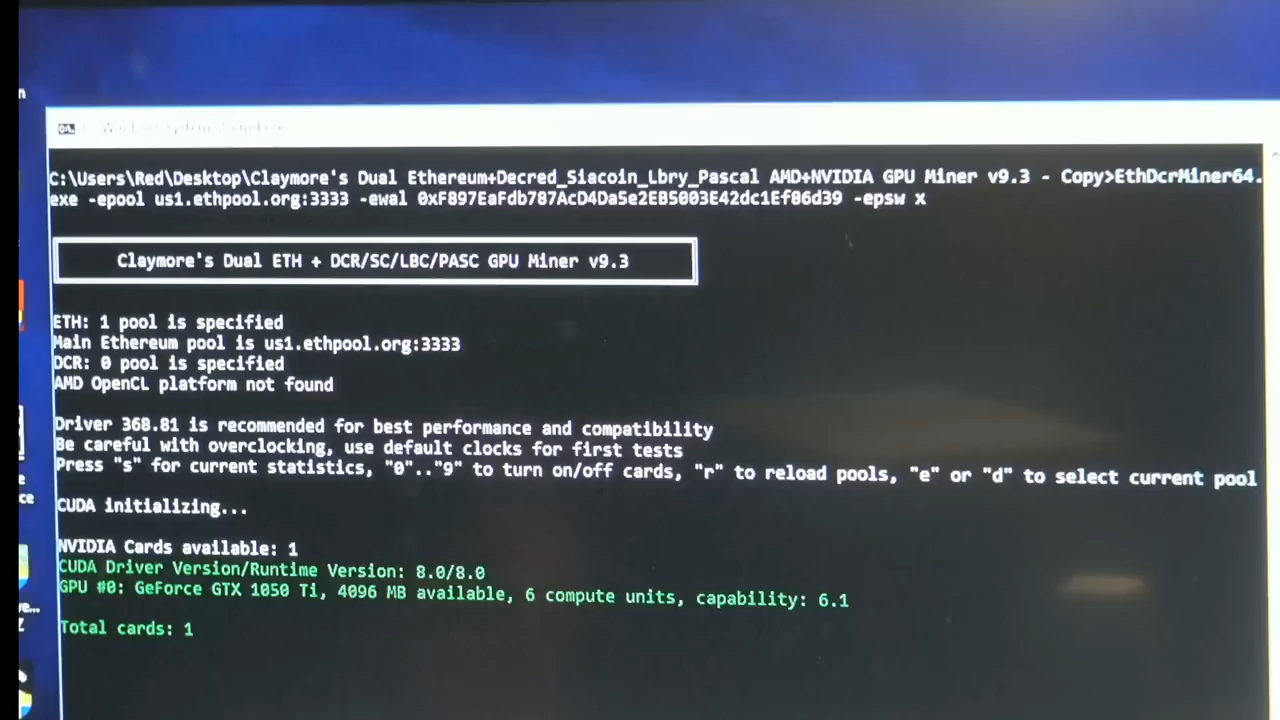 n
C:\Users\Red\Desktop\Claymore's Dual Ethereum+Decred_Siacoin_Lbry_Pascal AMD+NVIDIA GPU Miner v9.3 - Copy>EthDcrMiner64.
exe -epool us1.ethpool.org:3333 -ewal 0xF897EaFdb787AcD4Da5e2EB5003E42dc1Ef86d39 -epsw x
Claymore's Dual ETH + DCR/SC/LBC/PASC GPU Miner v9.3
ETH: 1 pool is specified
Main Ethereum pool is us1.ethpool.org:3333
DCR: 0 pool is specified
AMD OpenCL platform not found
Driver 368.81 is recommended for best performance and compatibility
Be careful with overclocking, use default clocks for first tests
Press "s" for current statistics, "0".."9" to turn on/off cards, "r" to reload pools, "e" or "d" to select current pool
CUDA initializing...
NVIDIA Cards available: 1
CUDA Driver Version/Runtime Version: 8.0/8.0
GPU #0: GeForce GTX 1050 Ti, 4096 MB available, 6 compute units, capability: 6.1
Total cards: 1